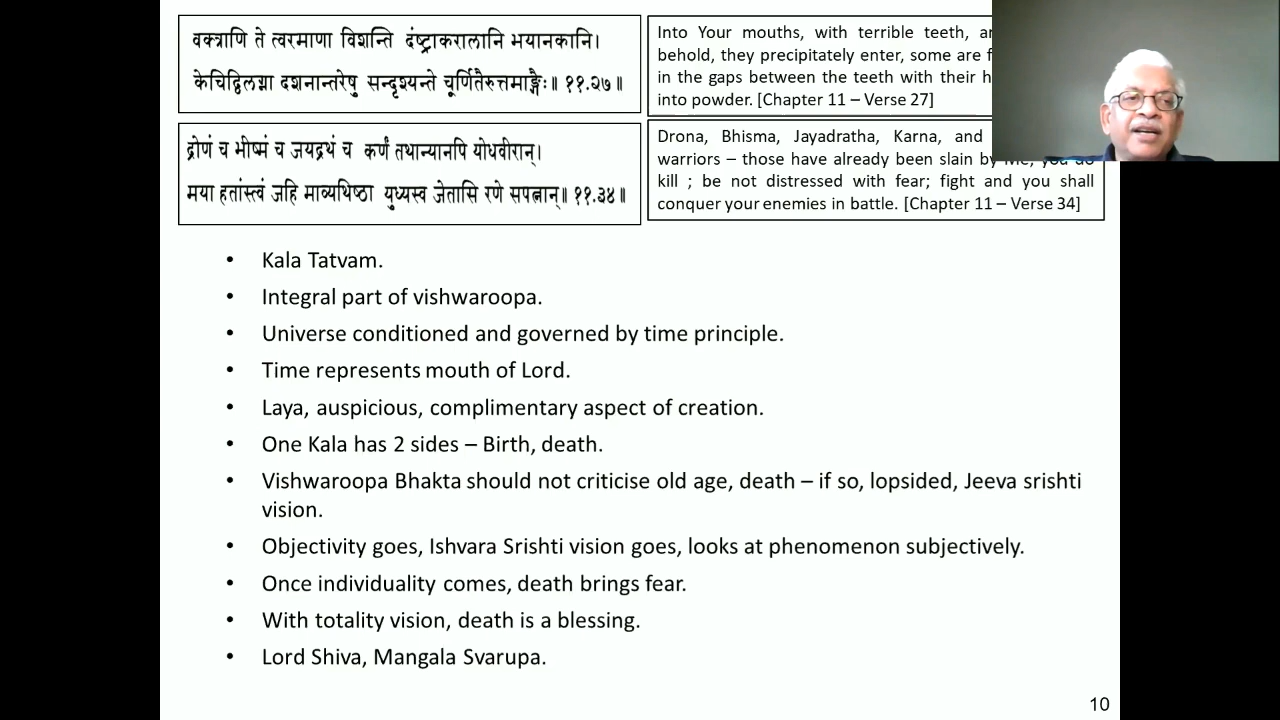 वक्त्राणि ते त्वरमाणा विशन्ति दंष्ट्राकरालानि भयानकानि।
केचिद्विलग्ना दशनान्तरेषु सन्दृश्यन्ते चूर्णितैरुत्तमाङ्गैः॥ ११.२७॥
Into Your mouths, with terrible teeth,
behold, they precipitately enter, some are
in the gaps between the teeth with their
into powder. [Chapter 11 – Verse 27]
द्रोणं च भीष्मं च जयद्रथं च कर्णं तथान्यानपि योधवीरान्।
मया हतांस्त्वं जहि माव्यथिष्ठा युध्यस्व जेतासि रणे सपत्नान्॥ ११.३४॥
Drona, Bhisma, Jayadratha, Karna, and
warriors – those have already been slain by Me, you do
kill ; be not distressed with fear; fight and you shall
conquer your enemies in battle. [Chapter 11 – Verse 34]
• Kala Tatvam.
• Integral part of vishwaroopa.
• Universe conditioned and governed by time principle.
• Time represents mouth of Lord.
• Laya, auspicious, complimentary aspect of creation.
• One Kala has 2 sides – Birth, death.
• Vishwaroopa Bhakta should not criticise old age, death – if so, lopsided, Jeeva srishti
vision.
• Objectivity goes, Ishvara Srishti vision goes, looks at phenomenon subjectively.
• Once individuality comes, death brings fear.
• With totality vision, death is a blessing.
• Lord Shiva, Mangala Svarupa.
10